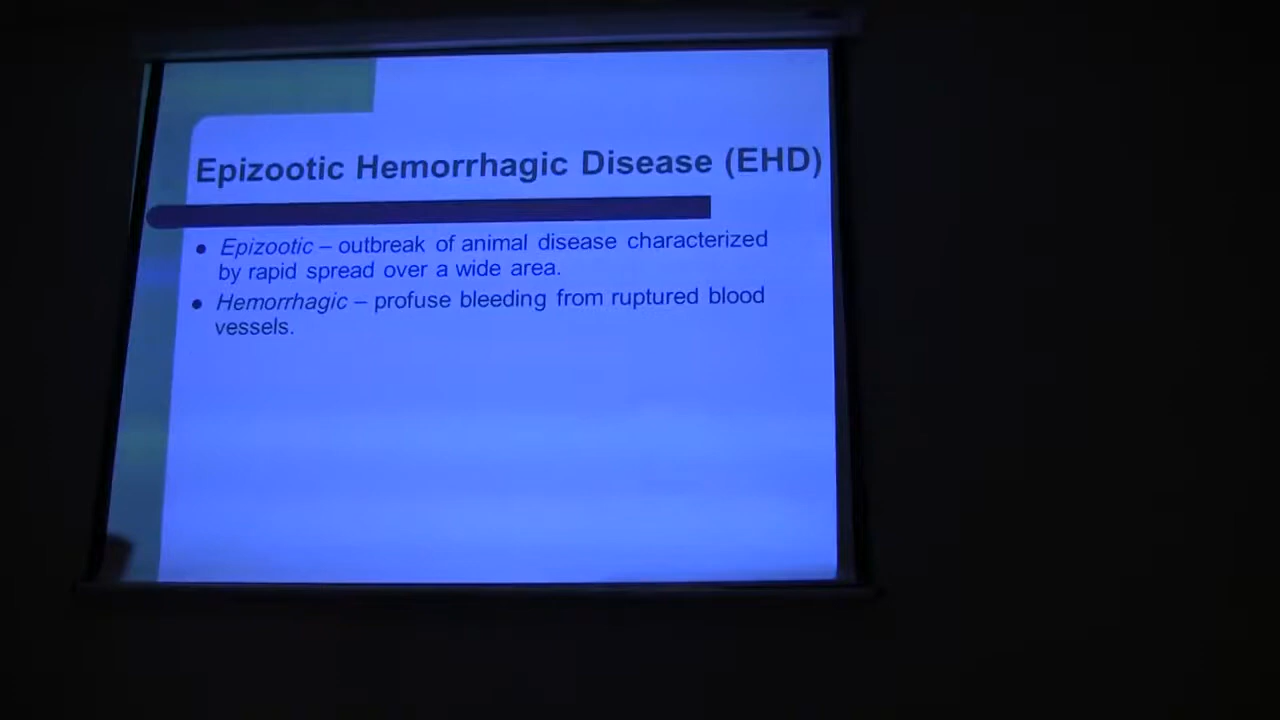 Epizootic Hemorrhagic Disease (EHD)
● Epizootic – outbreak of animal disease characterized
by rapid spread over a wide area.
● Hemorrhagic – profuse bleeding from ruptured blood
vessels.